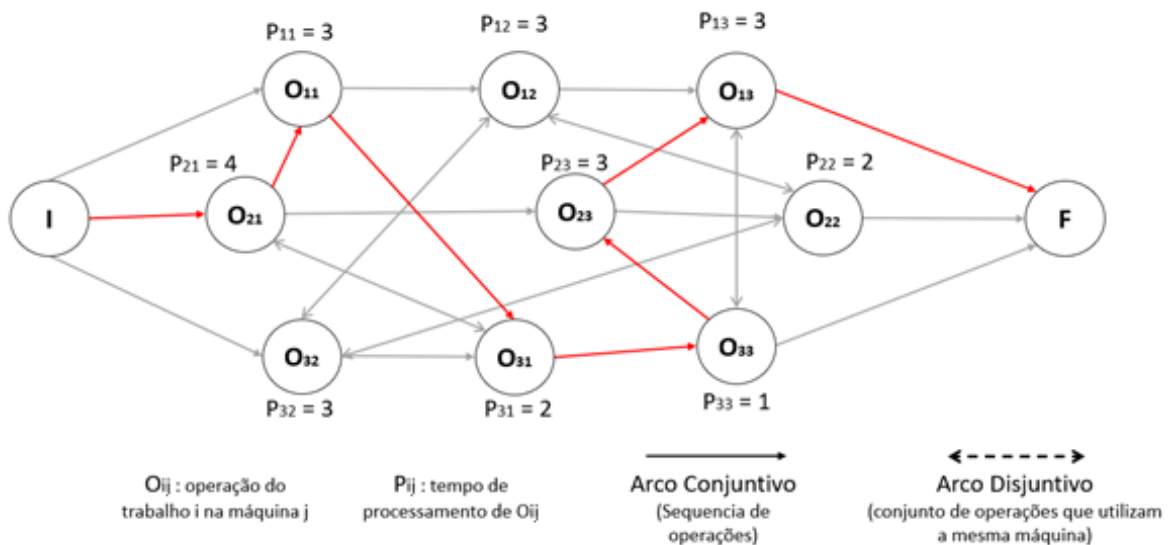 P11 = 3
P12 = 3
P13 = 3
O11
O12
O13
P21 = 4
P23 = 3
P22 = 2
I
O21
O23
O22
F
O32
O31
O33
P32 = 3
P31 = 2
P33 = 1
Oij : operação do
trabalho i na máquina j
Pij : tempo de
processamento de Oij
Arco Conjuntivo
(Sequencia de
operações)
Arco Disjuntivo
(conjunto de operações que utilizam
a mesma máquina)